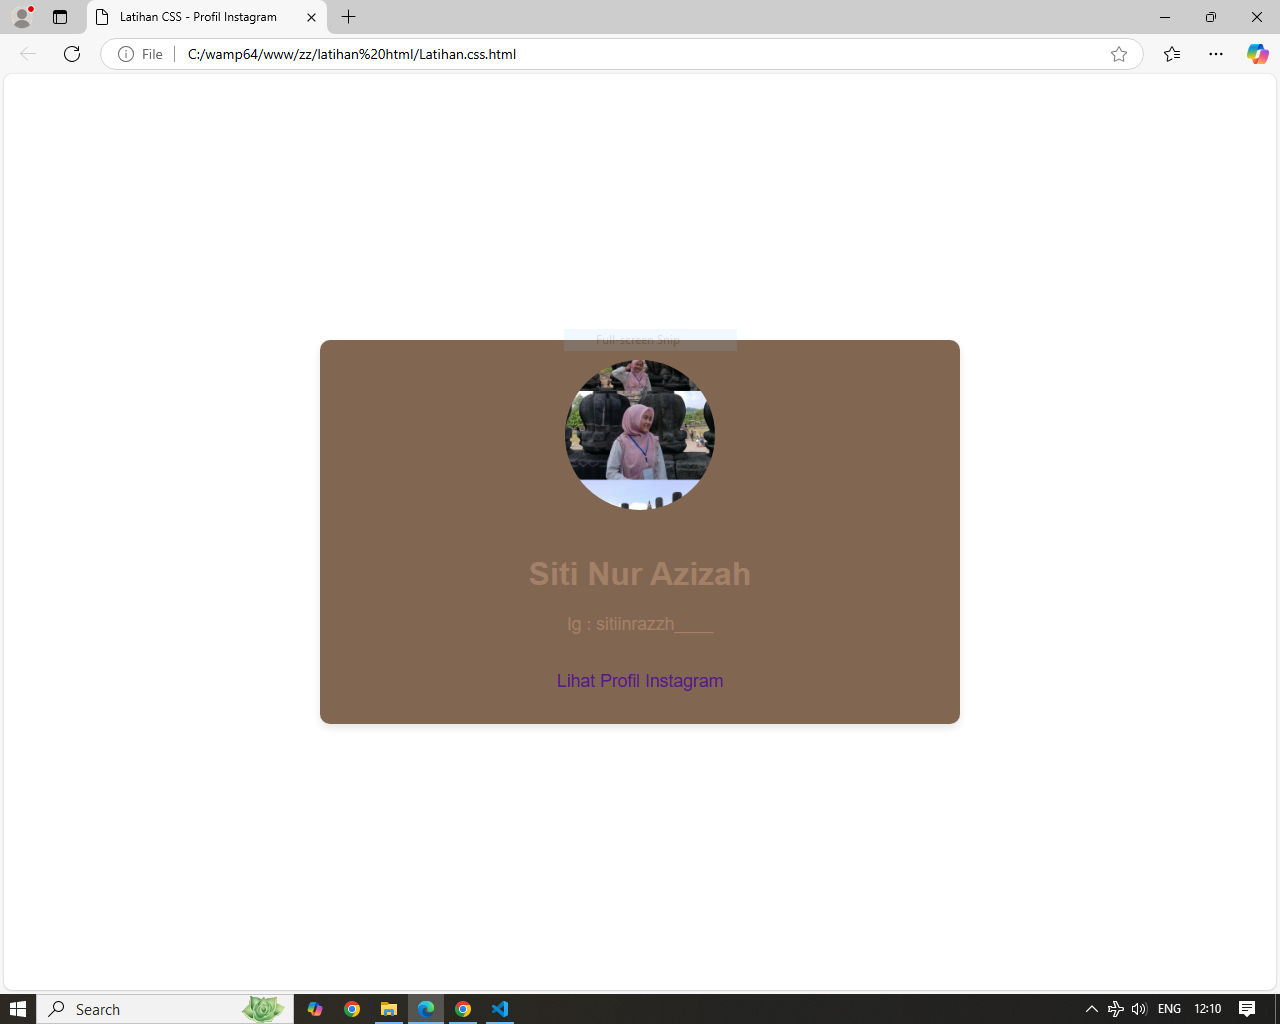 Latihan CSS - Profil Instagram
File
C:/wamp64/www/zz/latihan%20html/Latihan.css.html
Full-screen Snip
Siti Nur Azizah
Ig : sitiinrazzh____
Lihat Profil Instagram
Search
ENG
12:10